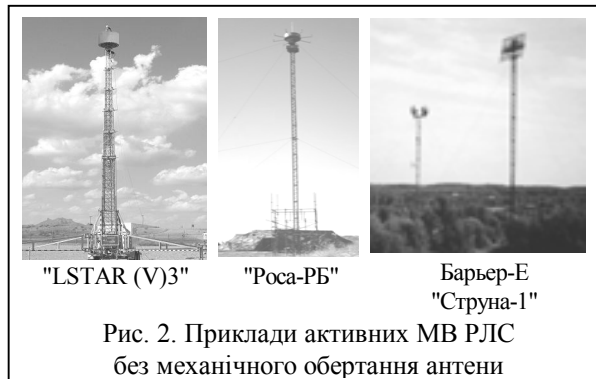 "LSTAR (V)3"
"Роса-РБ"
Барьер-Е
"Струна-1"
Рис. 2. Приклади активних МВ РЛС
без механічного обертання антени